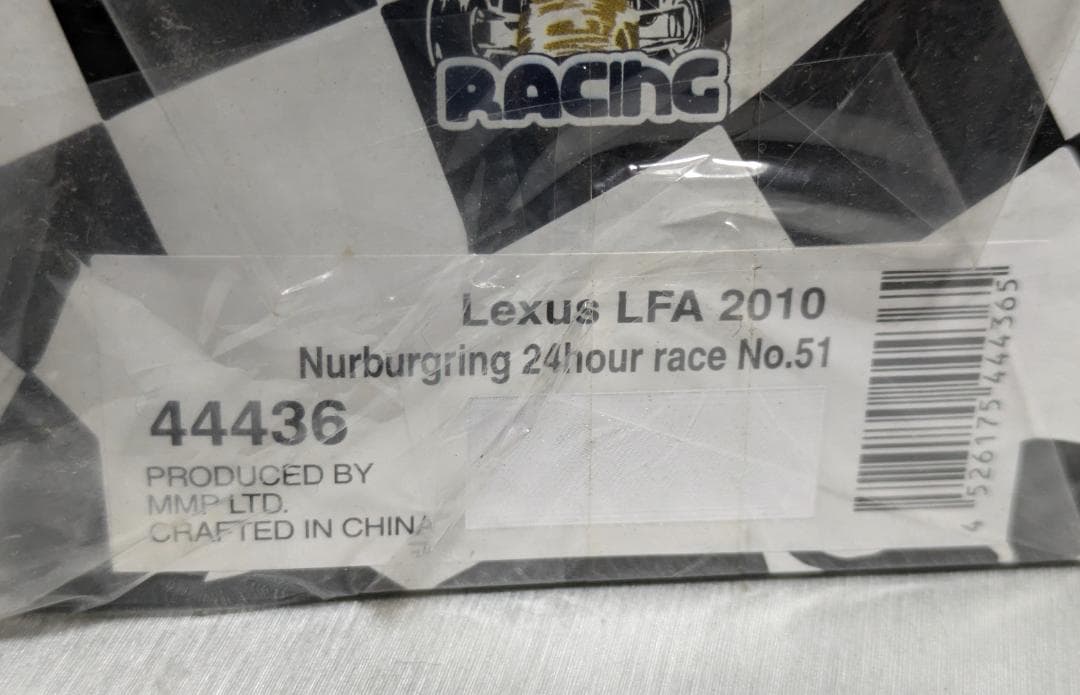 RACING
Lexus LFA 2010
Nurburgring 24hour race No.51
44436
PRODUCED BY
MMP LTD.
CRAFTED IN CHINA
4 526175 444365